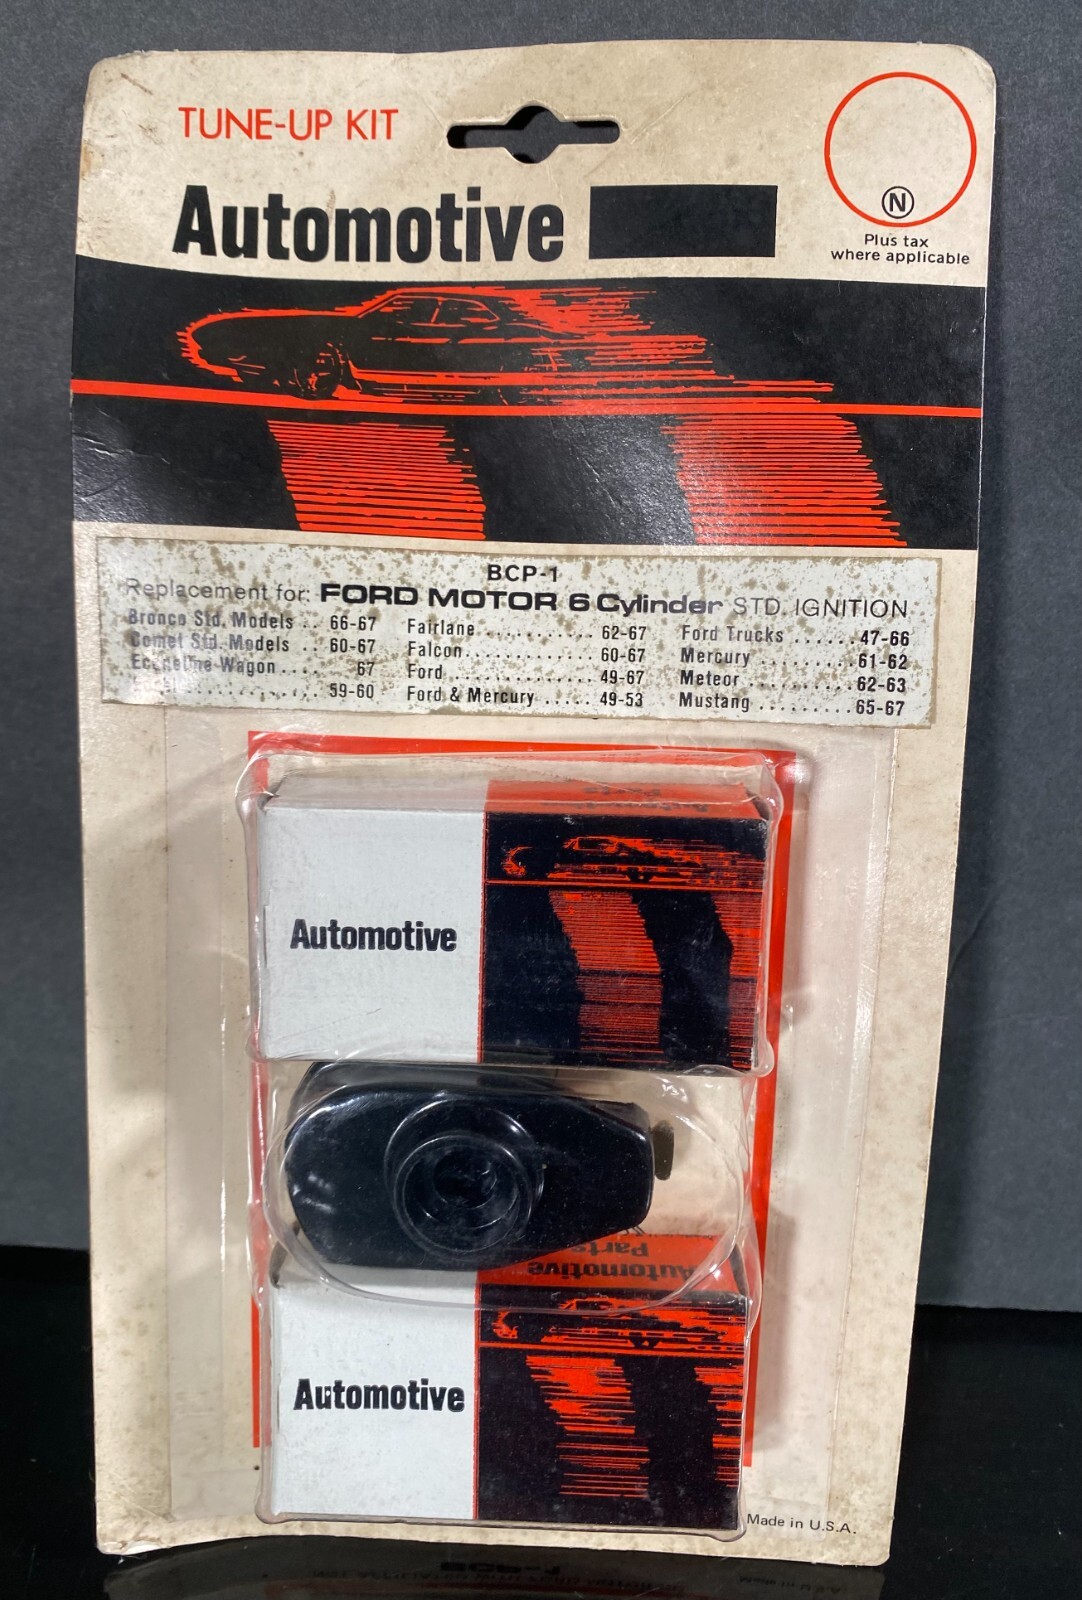 TUNE-UP KIT
Automotive
N
Plus tax
where applicable
BCP-1
Replacement for: FORD MOTOR 6 Cylinder STD. IGNITION
Bronco Std. Models .. 66-67
Comet Std. Models .. 60-67
Econoline Wagon .... 67
.............. 59-60
Fairlane ........... 62-67
Falcon ............. 60-67
Ford ............... 49-67
Ford & Mercury ..... 49-53
Ford Trucks ...... 47-66
Mercury ......... 61-62
Meteor .......... 62-63
Mustang ......... 65-67
Automotive
Parts
Automotive
Automotive
Parts
Automotive
Made in U.S.A.